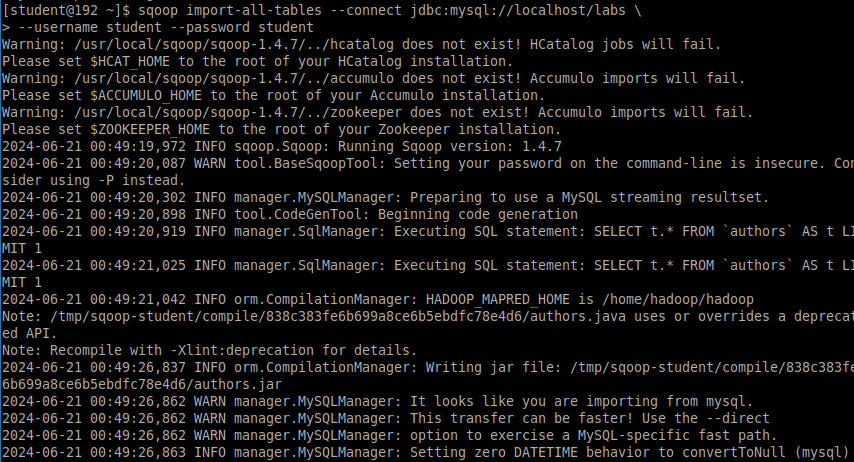 [student@192 ~]$ sqoop import-all-tables --connect jdbc:mysql://localhost/labs \
> --username student --password student
Warning: /usr/local/sqoop/sqoop-1.4.7/../hcatalog does not exist! HCatalog jobs will fail.
Please set $HCAT_HOME to the root of your HCatalog installation.
Warning: /usr/local/sqoop/sqoop-1.4.7/../accumulo does not exist! Accumulo imports will fail.
Please set $ACCUMULO_HOME to the root of your Accumulo installation.
Warning: /usr/local/sqoop/sqoop-1.4.7/../zookeeper does not exist! Accumulo imports will fail.
Please set $ZOOKEEPER_HOME to the root of your Zookeeper installation.
2024-06-21 00:49:19,972 INFO sqoop.Sqoop: Running Sqoop version: 1.4.7
2024-06-21 00:49:20,087 WARN tool.BaseSqoopTool: Setting your password on the command-line is insecure. Con
sider using -P instead.
2024-06-21 00:49:20,302 INFO manager.MySQLManager: Preparing to use a MySQL streaming resultset.
2024-06-21 00:49:20,898 INFO tool.CodeGenTool: Beginning code generation
2024-06-21 00:49:20,919 INFO manager.SqlManager: Executing SQL statement: SELECT t.* FROM `authors` AS t LI
MIT 1
2024-06-21 00:49:21,025 INFO manager.SqlManager: Executing SQL statement: SELECT t.* FROM `authors` AS t LI
MIT 1
2024-06-21 00:49:21,042 INFO orm.CompilationManager: HADOOP_MAPRED_HOME is /home/hadoop/hadoop
Note: /tmp/sqoop-student/compile/838c383fe6b699a8ce6b5ebdfc78e4d6/authors.java uses or overrides a deprecat
ed API.
Note: Recompile with -Xlint:deprecation for details.
2024-06-21 00:49:26,837 INFO orm.CompilationManager: Writing jar file: /tmp/sqoop-student/compile/838c383fe
6b699a8ce6b5ebdfc78e4d6/authors.jar
2024-06-21 00:49:26,862 WARN manager.MySQLManager: It looks like you are importing from mysql.
2024-06-21 00:49:26,862 WARN manager.MySQLManager: This transfer can be faster! Use the --direct
2024-06-21 00:49:26,862 WARN manager.MySQLManager: option to exercise a MySQL-specific fast path.
2024-06-21 00:49:26,863 INFO manager.MySQLManager: Setting zero DATETIME behavior to convertToNull (mysql)